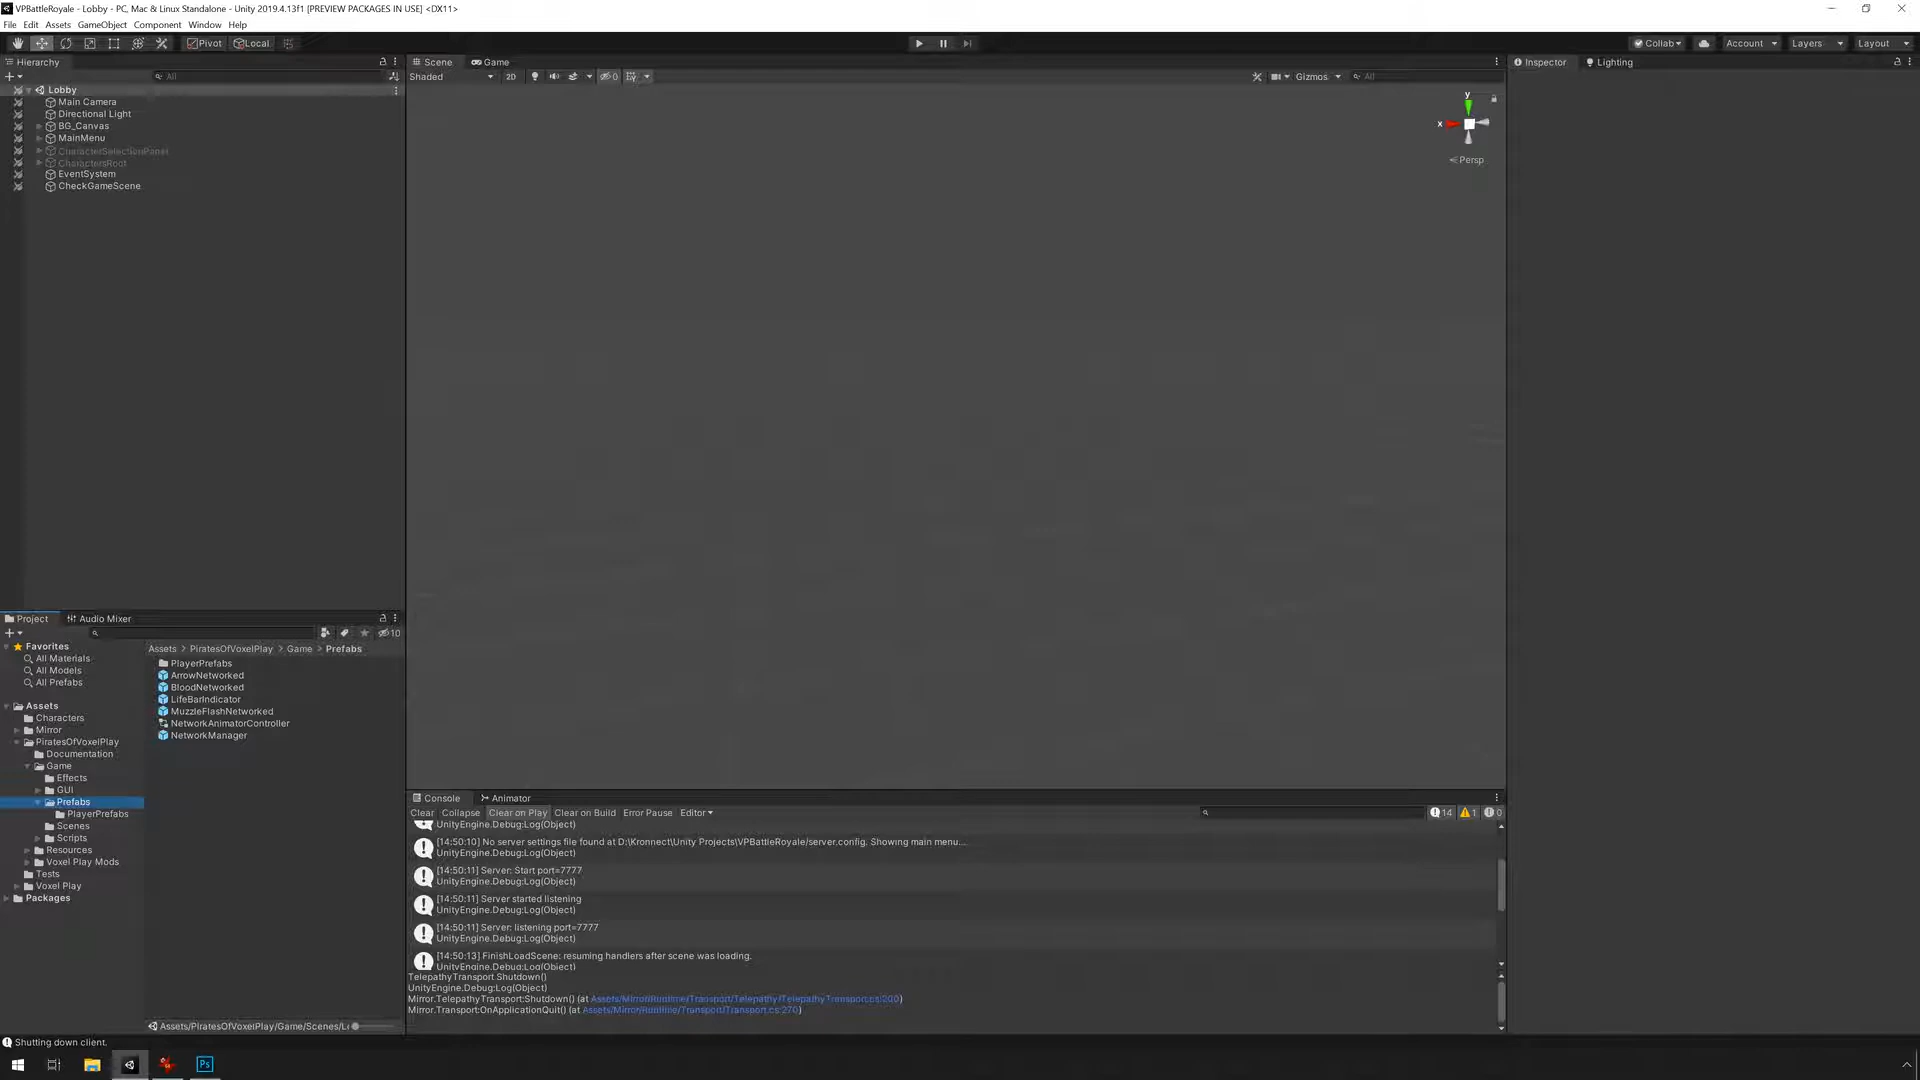 VPBattleRoyale - Lobby - PC, Mac & Linux Standalone - Unity 2019.4.13f1 [PREVIEW PACKAGES IN USE] <DX11>
File Edit Assets GameObject Component Window Help
Pivot Local Collab Account Layers Layout
Hierarchy
All
Lobby
Main Camera
Directional Light
BG_Canvas
MainMenu
CharacterSelectionPanel
CharactersRoot
EventSystem
CheckGameScene
Scene Game
Shaded 2D 0 Gizmos All
y
x
Persp
Inspector Lighting
Project Audio Mixer
10
Favorites
All Materials
All Models
All Prefabs
Assets
Characters
Mirror
PiratesOfVoxelPlay
Documentation
Game
Effects
GUI
Prefabs
PlayerPrefabs
Scenes
Scripts
Resources
Voxel Play Mods
Tests
Voxel Play
Packages
Assets > PiratesOfVoxelPlay > Game > Prefabs
PlayerPrefabs
ArrowNetworked
BloodNetworked
LifeBarIndicator
MuzzleFlashNetworked
NetworkAnimatorController
NetworkManager
Assets/PiratesOfVoxelPlay/Game/Scenes/L
Console Animator
Clear Collapse Clear on Play Clear on Build Error Pause Editor 14 1 0
UnityEngine.Debug:Log(Object)
[14:50:10] No server settings file found at D:\Kronnect\Unity Projects\VPBattleRoyale/server.config. Showing main menu...
UnityEngine.Debug:Log(Object)
[14:50:11] Server: Start port=7777
UnityEngine.Debug:Log(Object)
[14:50:11] Server started listening
UnityEngine.Debug:Log(Object)
[14:50:11] Server: listening port=7777
UnityEngine.Debug:Log(Object)
[14:50:13] FinishLoadScene: resuming handlers after scene was loading.
UnityEngine.Debug:Log(Object)
TelepathyTransport Shutdown()
UnityEngine.Debug:Log(Object)
Mirror.TelepathyTransport:Shutdown() (at Assets/Mirror/Runtime/Transport/Telepathy/TelepathyTransport.cs:200)
Mirror.Transport:OnApplicationQuit() (at Assets/Mirror/Runtime/Transport/Transport.cs:270)
Shutting down client.
Ps